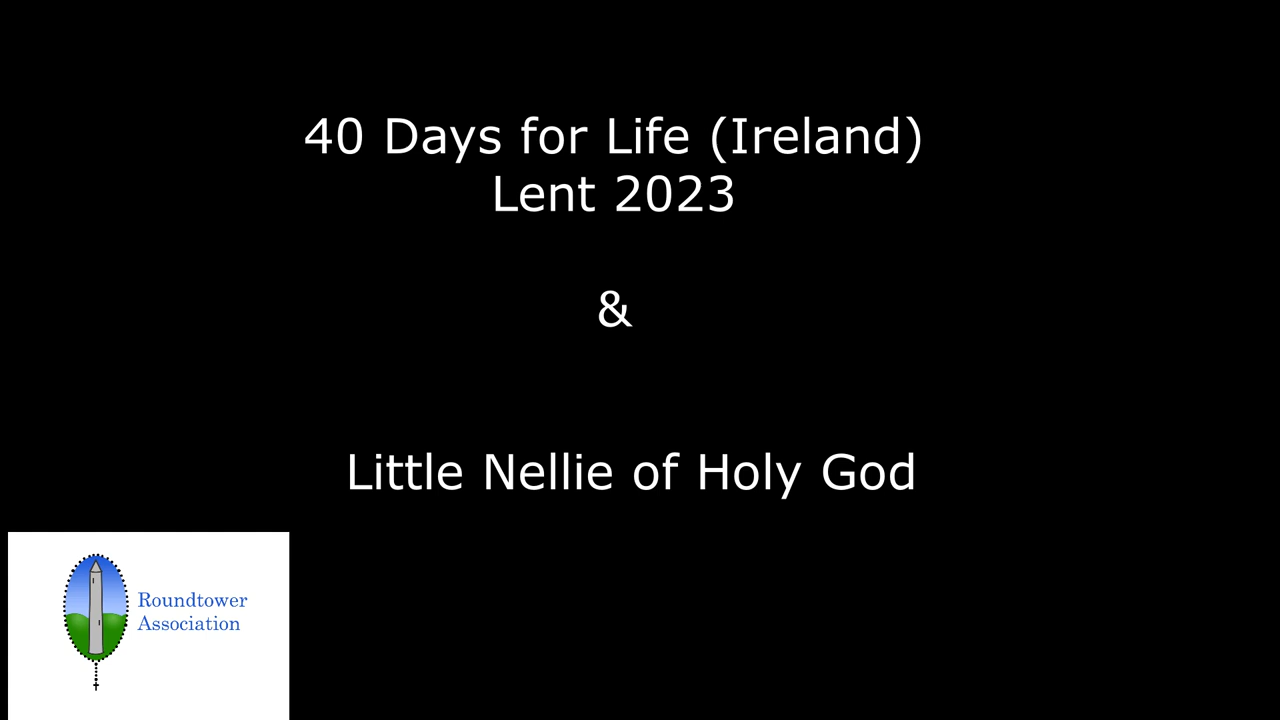 40 Days for Life (Ireland)
Lent 2023
&
Little Nellie of Holy God
Roundtower
Association